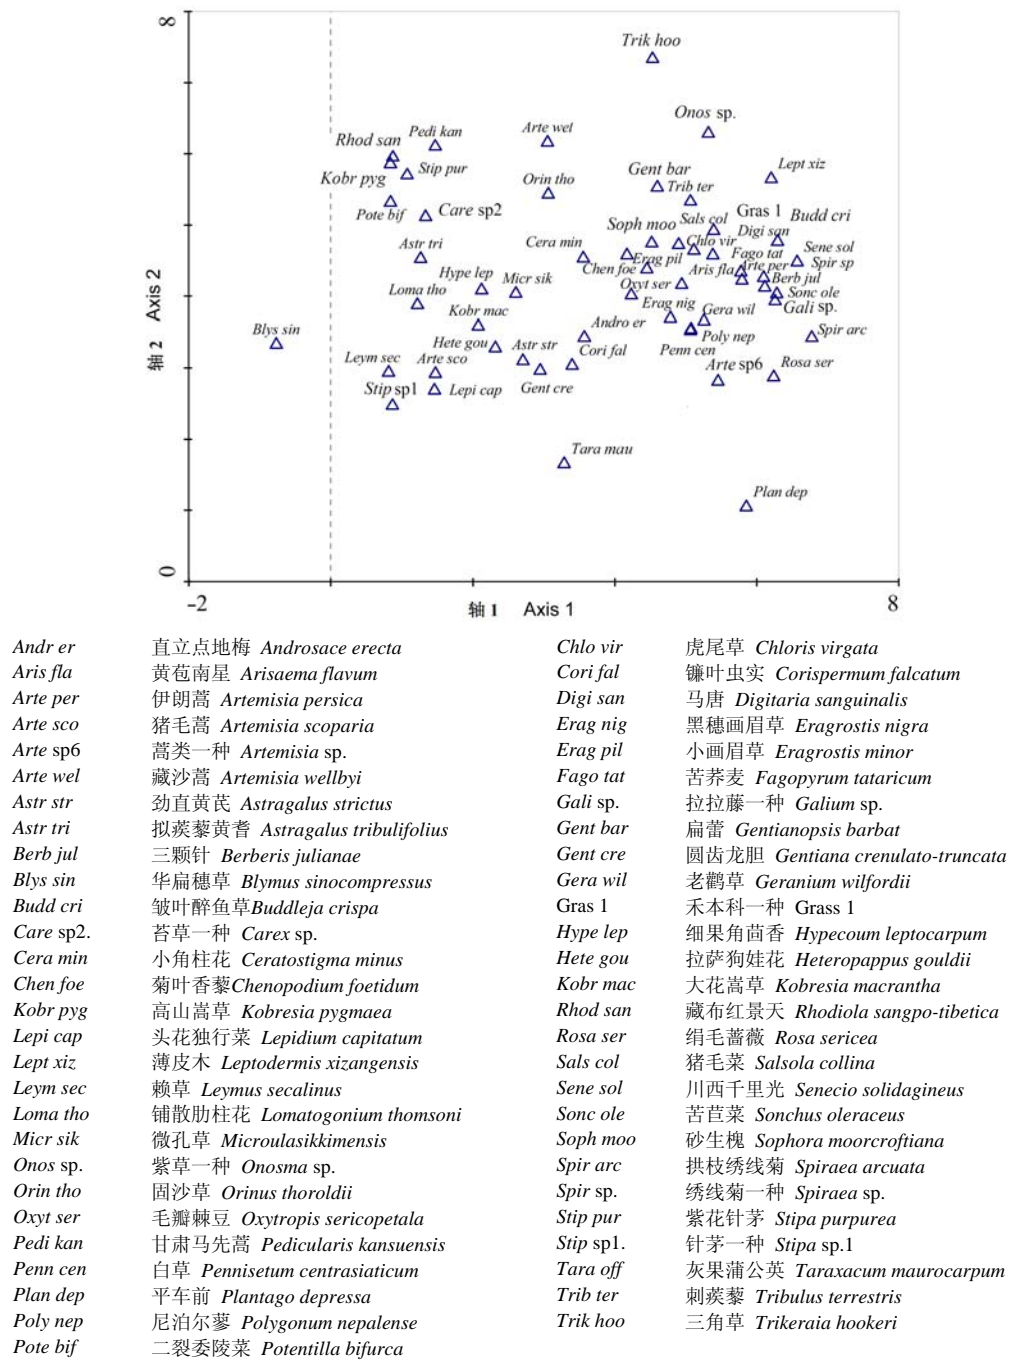 8
Trik hoo
Onos sp.
Rhod san
Pedi kan
Arte wel
Kobr pyg
Stip pur
Orin tho
Gent bar
Lept xiz
Trib ter
Pote bif
Care sp2
Soph moo
Sals col
Gras 1
Budd cri
Digi san
Astr tri
Cera min
Chlo vir
Sene sol
Hype lep
Micr sik
Chen foe
Erag pil
Aris fla
Fago tat
Arte per
Spir sp
Loma tho
Oxyt ser
Berb jul
Sonc ole
Kobr mac
Erag nig
Gera wil
Gali sp.
Blys sin
Hete gou
Astr str
Andro er
Poly nep
Spir arc
Leym sec
Arte sco
Cori fal
Penn cen
Arte sp6
Rosa ser
Stip sp1
Lepi cap
Gent cre
Tara mau
Plan dep
轴 2 Axis 2
0
-2
轴 1 Axis 1
8
Andr er 直立点地梅 Androsace erecta Chlo vir 虎尾草 Chloris virgata
Aris fla 黄苞南星 Arisaema flavum Cori fal 镰叶虫实 Corispermum falcatum
Arte per 伊朗蒿 Artemisia persica Digi san 马唐 Digitaria sanguinalis
Arte sco 猪毛蒿 Artemisia scoparia Erag nig 黑穗画眉草 Eragrostis nigra
Arte sp6 蒿类一种 Artemisia sp. Erag pil 小画眉草 Eragrostis minor
Arte wel 藏沙蒿 Artemisia wellbyi Fago tat 苦荞麦 Fagopyrum tataricum
Astr str 劲直黄芪 Astragalus strictus Gali sp. 拉拉藤一种 Galium sp.
Astr tri 拟蒺藜黄耆 Astragalus tribulifolius Gent bar 扁蕾 Gentianopsis barbat
Berb jul 三颗针 Berberis julianae Gent cre 圆齿龙胆 Gentiana crenulato-truncata
Blys sin 华扁穗草 Blymus sinocompressus Gera wil 老鹳草 Geranium wilfordii
Budd cri 皱叶醉鱼草Buddleja crispa Gras 1 禾本科一种 Grass 1
Care sp2. 苔草一种 Carex sp. Hype lep 细果角茴香 Hypecoum leptocarpum
Cera min 小角柱花 Ceratostigma minus Hete gou 拉萨狗娃花 Heteropappus gouldii
Chen foe 菊叶香藜Chenopodium foetidum Kobr mac 大花嵩草 Kobresia macrantha
Kobr pyg 高山嵩草 Kobresia pygmaea Rhod san 藏布红景天 Rhodiola sangpo-tibetica
Lepi cap 头花独行菜 Lepidium capitatum Rosa ser 绢毛蔷薇 Rosa sericea
Lept xiz 薄皮木 Leptodermis xizangensis Sals col 猪毛菜 Salsola collina
Leym sec 赖草 Leymus secalinus Sene sol 川西千里光 Senecio solidagineus
Loma tho 铺散肋柱花 Lomatogonium thomsoni Sonc ole 苦苣菜 Sonchus oleraceus
Micr sik 微孔草 Microulasikkimensis Soph moo 砂生槐 Sophora moorcroftiana
Onos sp. 紫草一种 Onosma sp. Spir arc 拱枝绣线菊 Spiraea arcuata
Orin tho 固沙草 Orinus thoroldii Spir sp. 绣线菊一种 Spiraea sp.
Oxyt ser 毛瓣棘豆 Oxytropis sericopetala Stip pur 紫花针茅 Stipa purpurea
Pedi kan 甘肃马先蒿 Pedicularis kansuensis Stip sp1. 针茅一种 Stipa sp.1
Penn cen 白草 Pennisetum centrasiaticum Tara off 灰果蒲公英 Taraxacum maurocarpum
Plan dep 平车前 Plantago depressa Trib ter 刺蒺藜 Tribulus terrestris
Poly nep 尼泊尔蓼 Polygonum nepalense Trik hoo 三角草 Trikeraia hookeri
Pote bif 二裂委陵菜 Potentilla bifurca